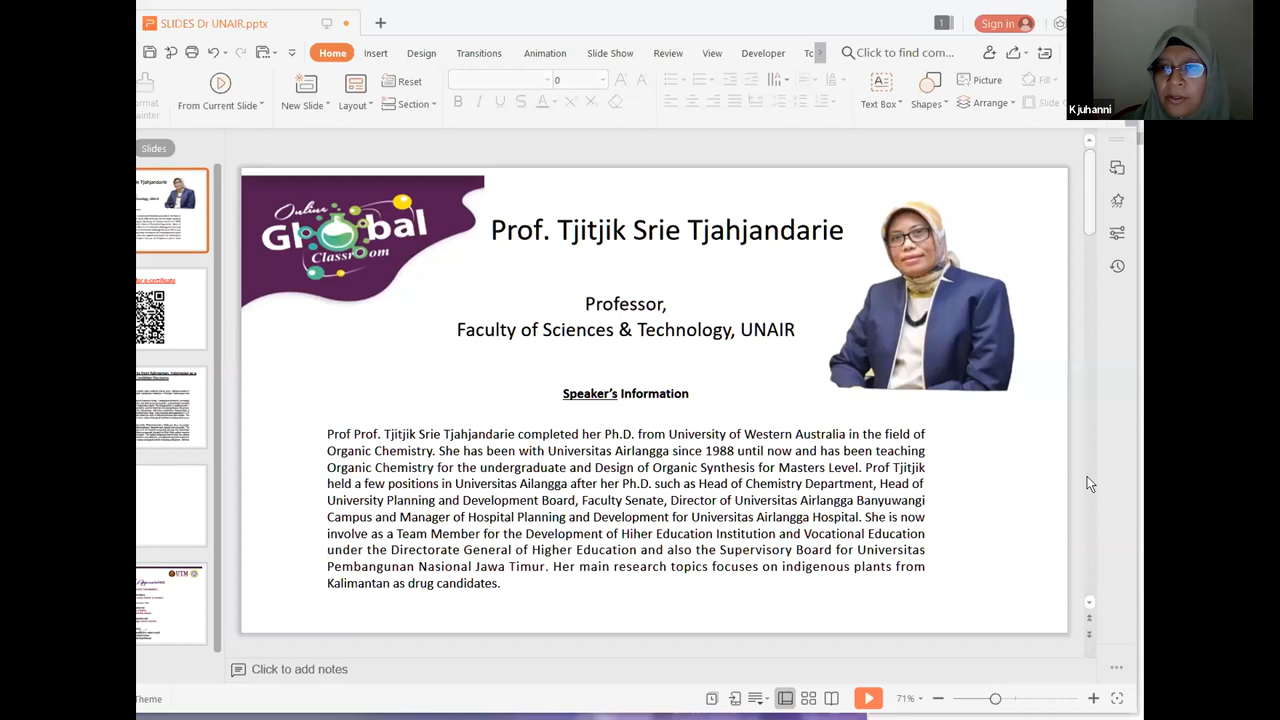 SLIDES Dr UNAIR.pptx
1
Sign in
K juhanni
Home Insert Design Transitions Animation Slide Show Review View Developer Tc Click to find com...
From Current Slide New Slide Layout Reset Section 0 Text Box Shapes Picture Arrange Fill
B I U S A
Slides
Online
Global
Classroom
Prof. Tjitjik Srie Tjahjandarie
Professor,
Faculty of Sciences & Technology, UNAIR
Speaker's Information
Prof Prof. Tjitjik Srie Tjahjandarie completed her Ph.D. from University of Western Australia in the field of
Organic Chemistry. She has been with Universitas Airlangga since 1988 until now and has been teaching
Organic Chemistry for the undergraduate and Design of Organic Synthesis for Masters Level. Prof Tjitjik
held a few positions in Universitas Ailangga after her Ph.D. such as Head of Chemistry Department, Head of
University Planning and Development Board, Faculty Senate, Director of Universitas Airlangga Banyuwangi
Campus and Manager of Hospital Planning and Development for Universitas Airlangga Hospital. She is now
involve as a Team Member for the Development of Hiher Education Institution and Vocational Education
under the Directorate General of Higher Education and also the Supervisory Board for Universitas
Pembangunan Nasional Jawa Timur. Her main research topics focuses on indigenous plants from
Kalimantan as drug candidates.
Click to add notes
Theme
71%